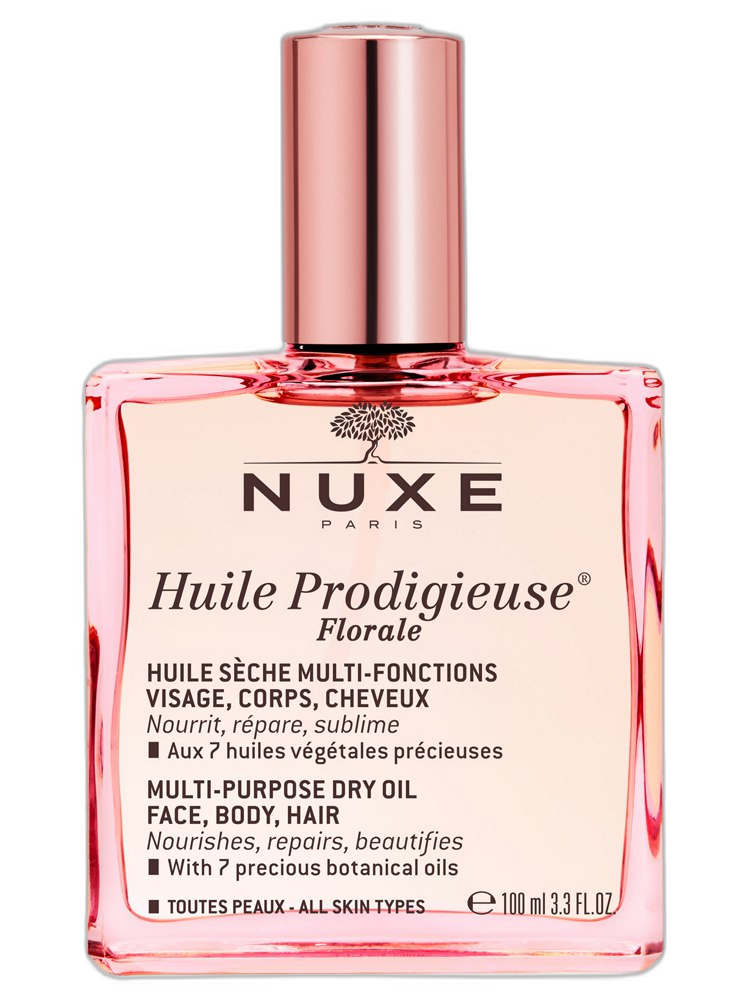 NUXE
PARIS
Huile Prodigieuse®
Florale
HUILE SÈCHE MULTI-FONCTIONS
VISAGE, CORPS, CHEVEUX
Nourrit, répare, sublime
■ Aux 7 huiles végétales précieuses
MULTI-PURPOSE DRY OIL
FACE, BODY, HAIR
Nourishes, repairs, beautifies
■ With 7 precious botanical oils
■ TOUTES PEAUX - ALL SKIN TYPES ℮ 100 ml 3.3 FL.OZ.